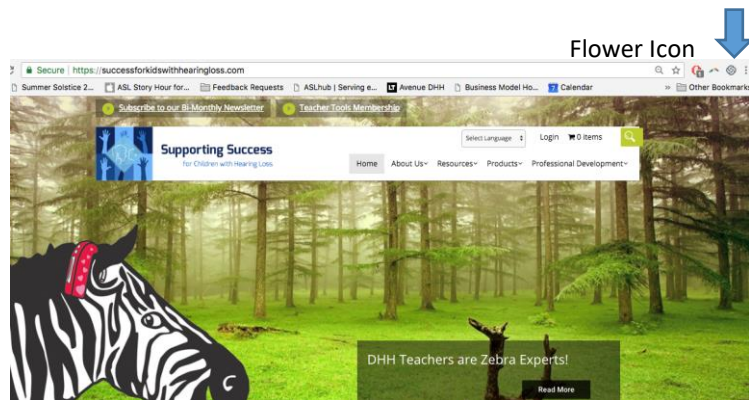 Flower Icon
Secure | https://successforkidswithhearingloss.com
Summer Solstice 2... ASL Story Hour for... Feedback Requests ASLhub | Serving e... LT Avenue DHH Business Model Ho... 7 Calendar » Other Bookmarks
Subscribe to our Bi-Monthly Newsletter Teacher Tools Membership
Select Language Login 0 items
Supporting Success
for Children with Hearing Loss
Home About Us Resources Products Professional Development
DHH Teachers are Zebra Experts!
Read More